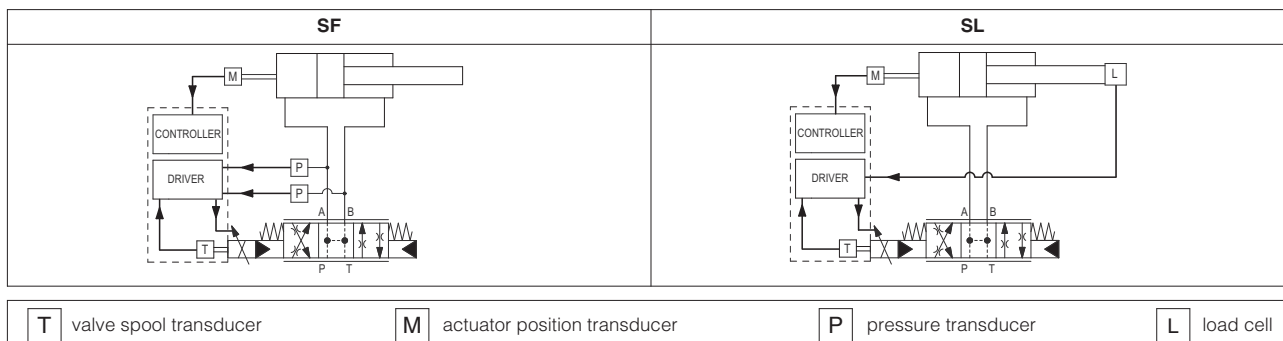 SF
SL
M
CONTROLLER
DRIVER
P
P
A B
T
P T
M
L
CONTROLLER
DRIVER
A B
T
P T
T valve spool transducer
M actuator position transducer
P pressure transducer
L load cell